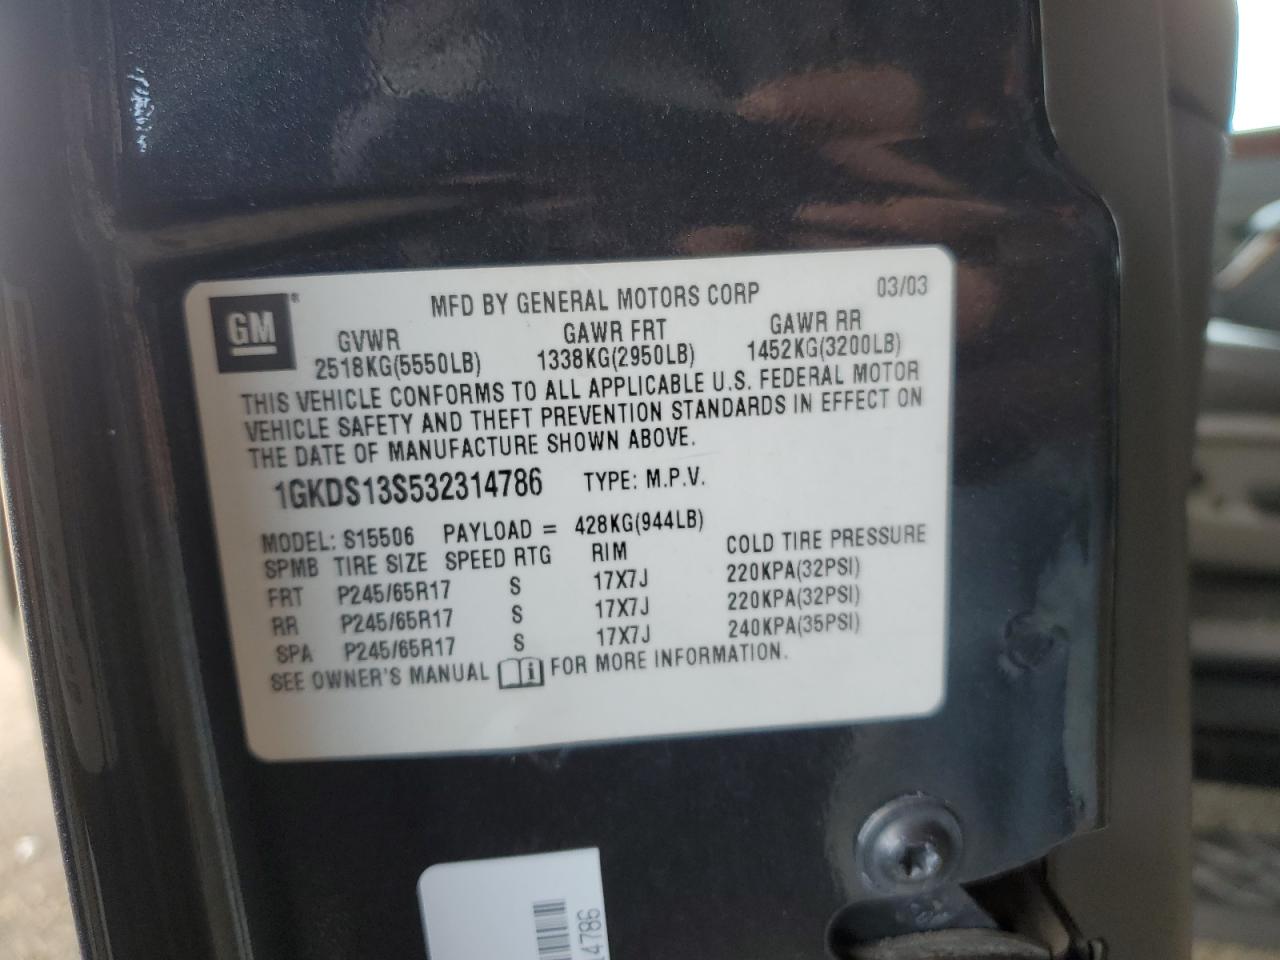 GM®
MFD BY GENERAL MOTORS CORP 03/03
GVWR GAWR FRT GAWR RR
2518KG(5550LB) 1338KG(2950LB) 1452KG(3200LB)
THIS VEHICLE CONFORMS TO ALL APPLICABLE U.S. FEDERAL MOTOR
VEHICLE SAFETY AND THEFT PREVENTION STANDARDS IN EFFECT ON
THE DATE OF MANUFACTURE SHOWN ABOVE.
1GKDS13S532314786 TYPE: M.P.V.
MODEL: S15506 PAYLOAD = 428KG(944LB)
SPMB TIRE SIZE SPEED RTG RIM COLD TIRE PRESSURE
FRT P245/65R17 S 17X7J 220KPA(32PSI)
RR P245/65R17 S 17X7J 220KPA(32PSI)
SPA P245/65R17 S 17X7J 240KPA(35PSI)
SEE OWNER'S MANUAL i FOR MORE INFORMATION.
14786